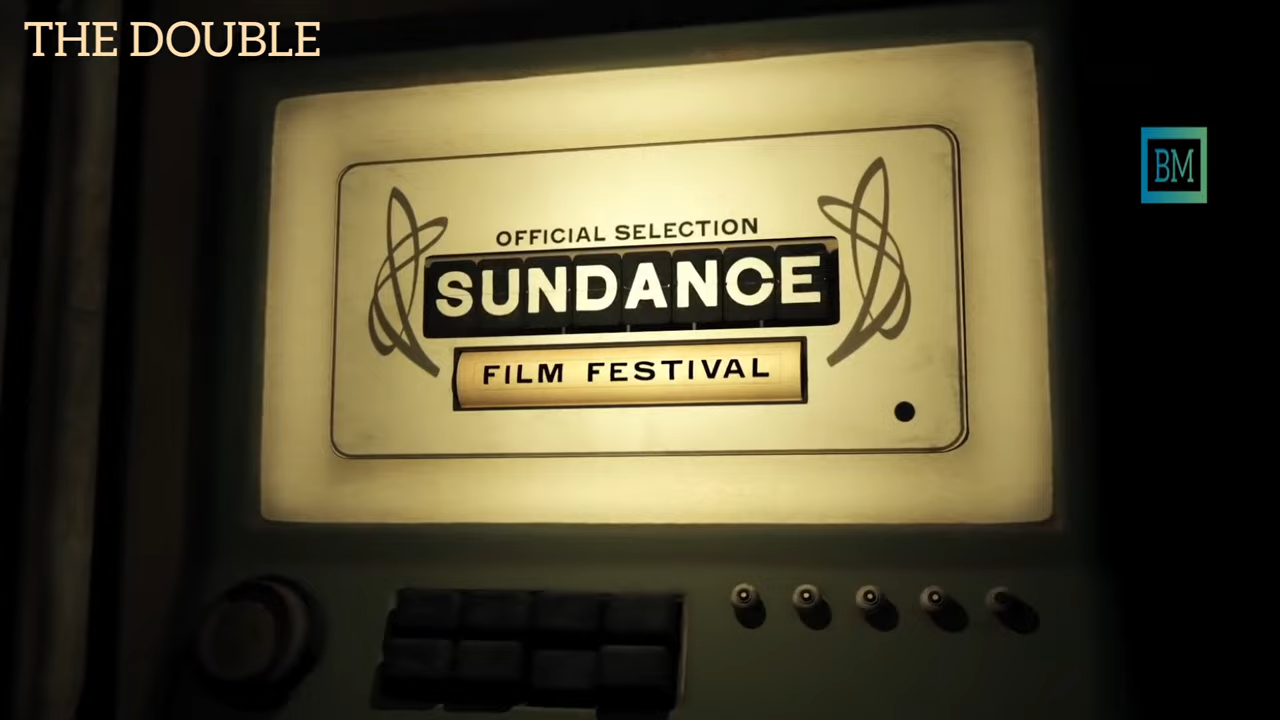 THE DOUBLE
BM
OFFICIAL SELECTION
SUNDANCE
FILM FESTIVAL